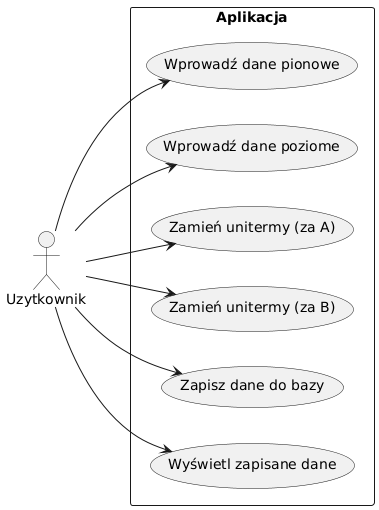 Aplikacja
Wprowadź dane pionowe
Wprowadź dane poziome
Zamień unitermy (za A)
Uzytkownik
Zamień unitermy (za B)
Zapisz dane do bazy
Wyświetl zapisane dane